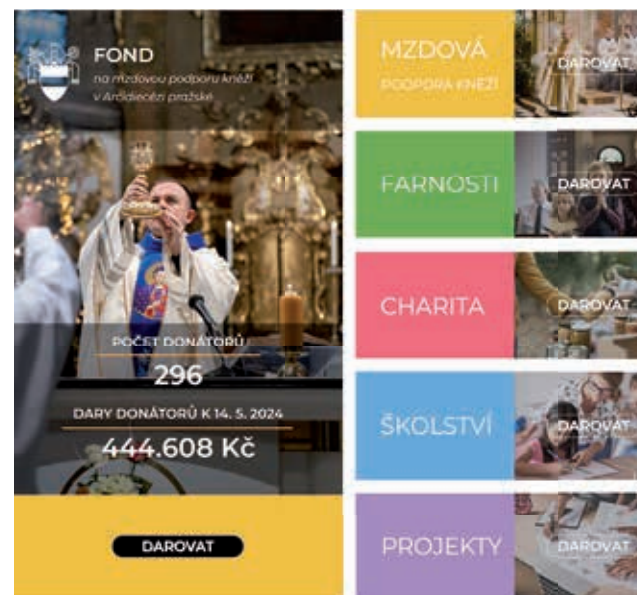 FOND
na mzdovou podporu kněží
v Arcidiecézi pražské
POČET DONÁTORŮ
296
DARY DONÁTORŮ K 14. 5. 2024
444.608 Kč
DAROVAT
MZDOVÁ
PODPORA KNĚŽÍ
DAROVAT
FARNOSTI
DAROVAT
CHARITA
DAROVAT
ŠKOLSTVÍ
DAROVAT
PROJEKTY
DAROVAT